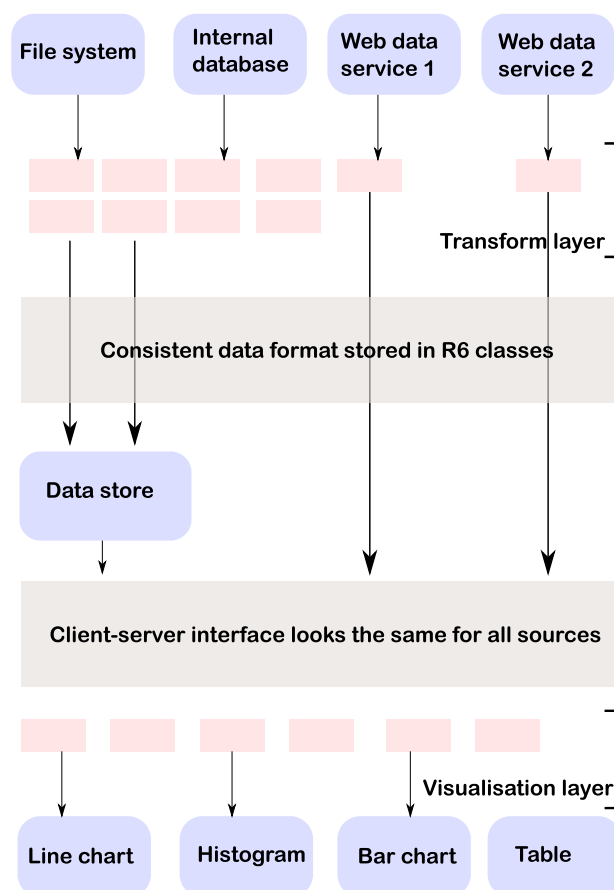 File system
Internal
database
Web data
service 1
Web data
service 2
Transform layer
Consistent data format stored in R6 classes
Data store
Client-server interface looks the same for all sources
Visualisation layer
Line chart
Histogram
Bar chart
Table